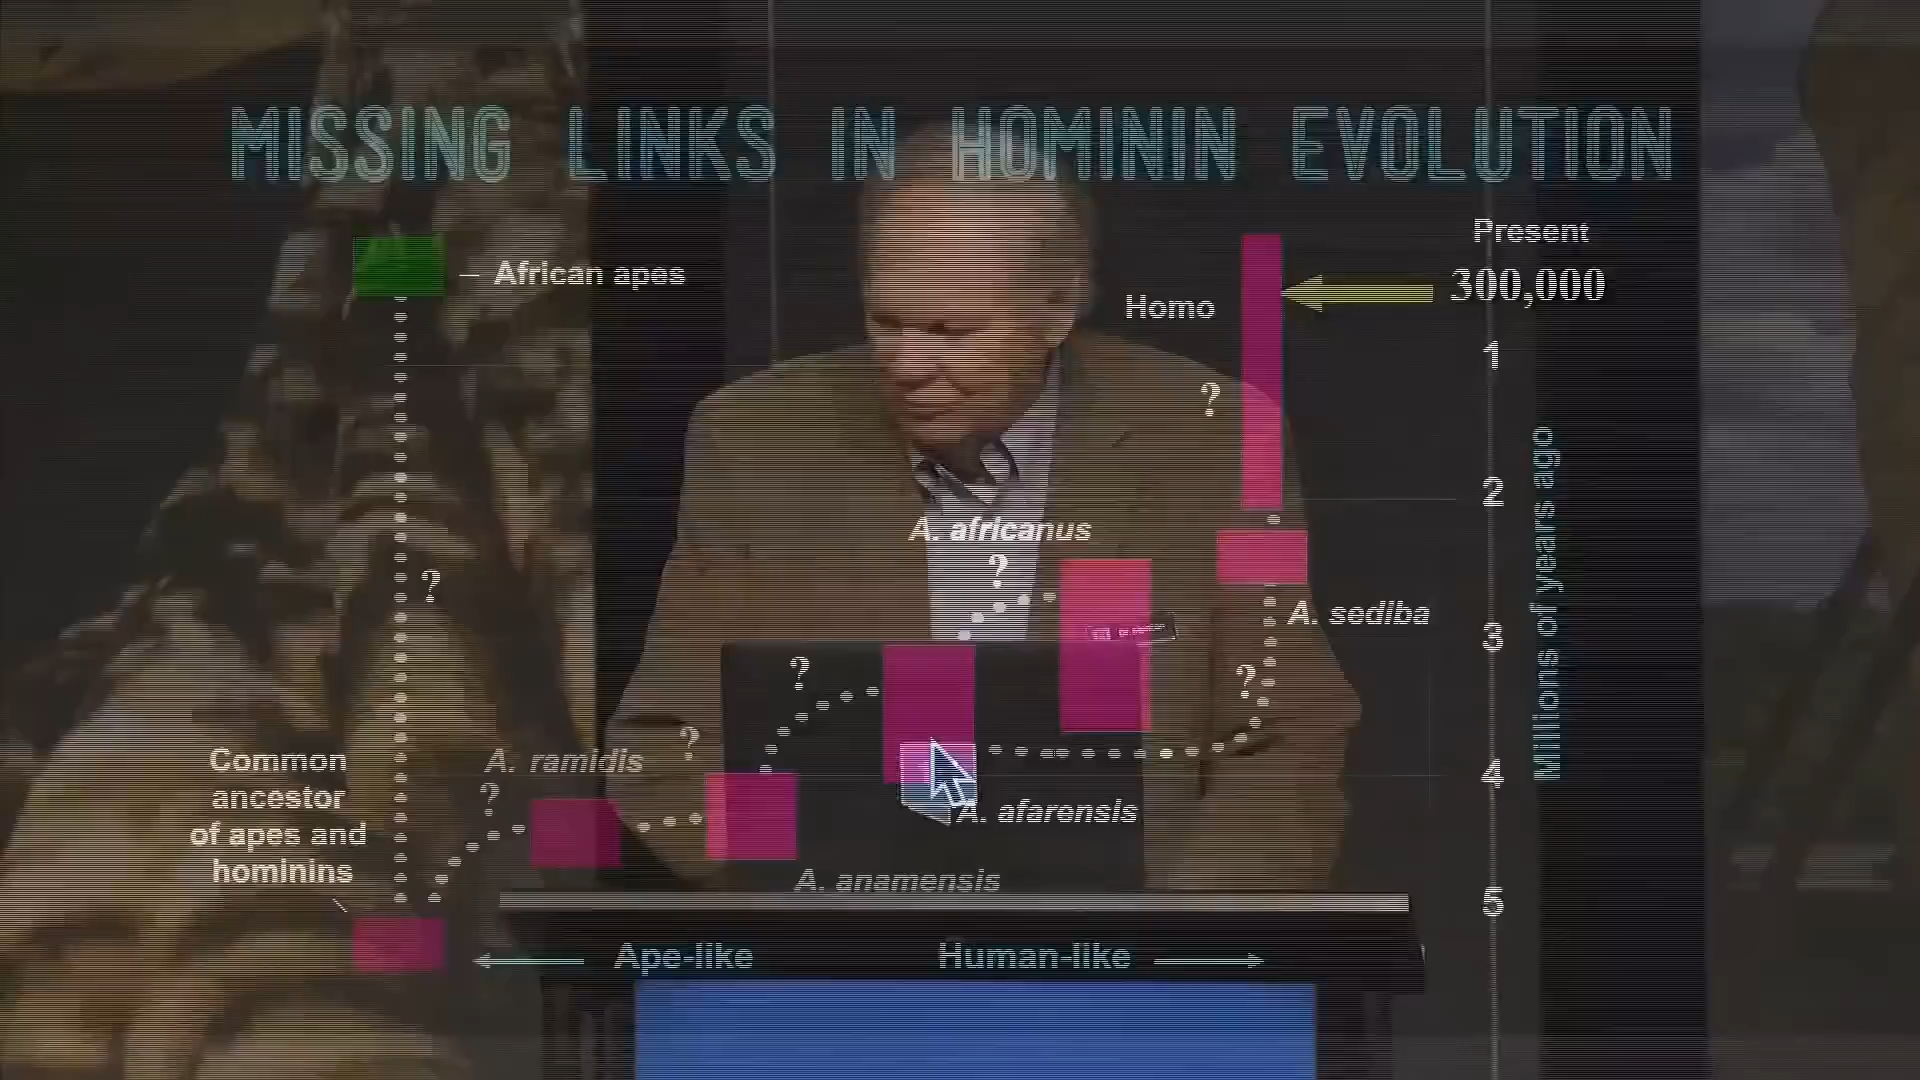 MISSING LINKS IN HOMININ EVOLUTION
Present
African apes
300,000
Homo
1
?
2
A. africanus
?
?
A. sediba
3
Millions of years ago
?
?
?
Common
ancestor
of apes and
hominins
A. ramidis
?
4
A. afarensis
A. anamensis
5
Ape-like
Human-like